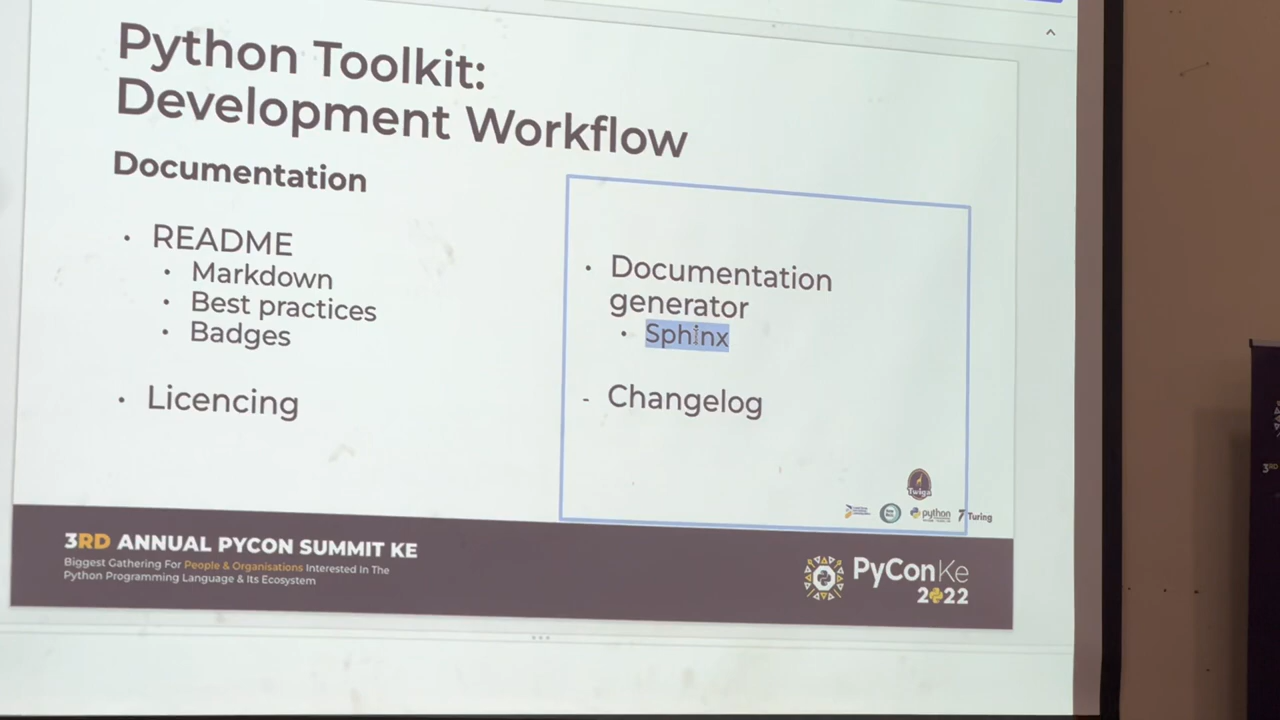 Python Toolkit:
Development Workflow
Documentation
• README
• Markdown
• Best practices
• Badges
• Licencing
• Documentation
generator
• Sphinx
- Changelog
Twiga
python
Turing
3RD ANNUAL PYCON SUMMIT KE
Biggest Gathering For People & Organisations Interested In The
Python Programming Language & Its Ecosystem
PyConKe
2022
3RD